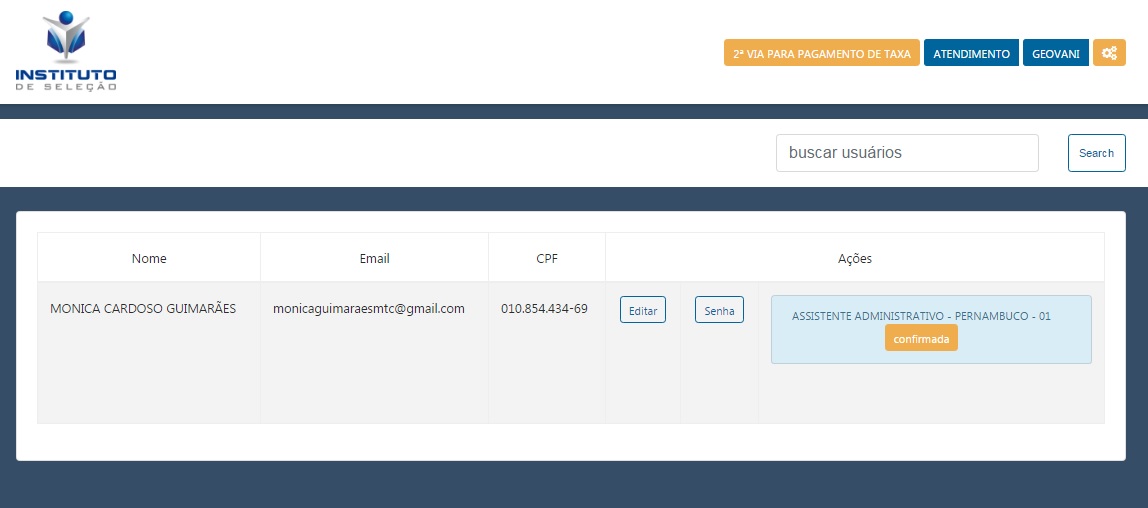 INSTITUTO
DE SELEÇÃO
2ª VIA PARA PAGAMENTO DE TAXA ATENDIMENTO GEOVANI
buscar usuários Search
Nome Email CPF Ações
MONICA CARDOSO GUIMARÃES monicaguimaraesmtc@gmail.com 010.854.434-69 Editar Senha ASSISTENTE ADMINISTRATIVO - PERNAMBUCO - 01
confirmada